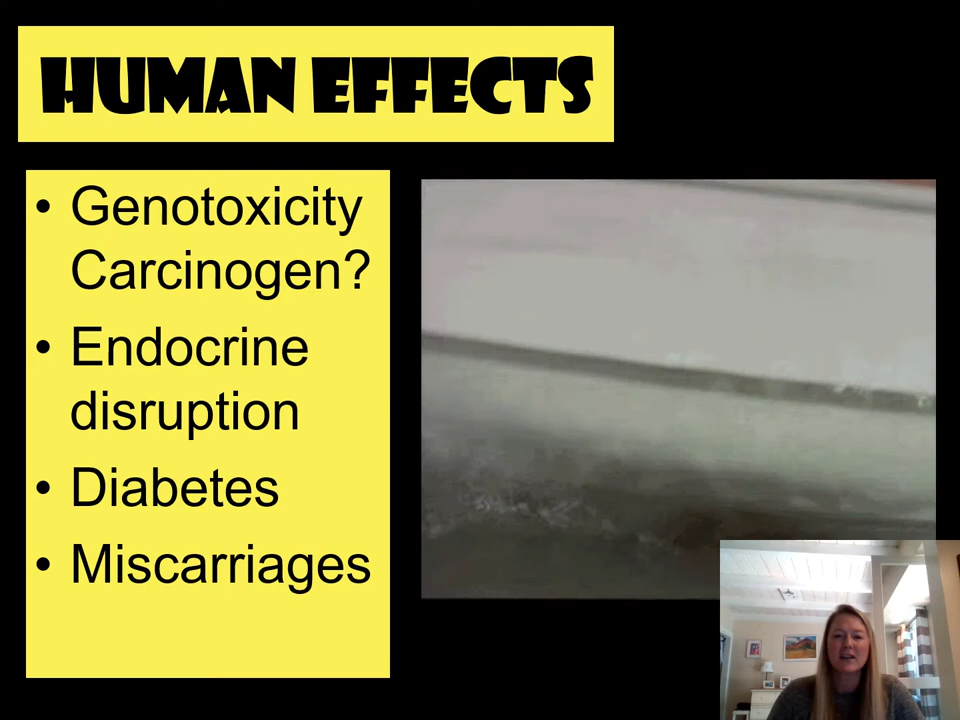 HUMAN EFFECTS
• Genotoxicity
Carcinogen?
• Endocrine
disruption
• Diabetes
• Miscarriages